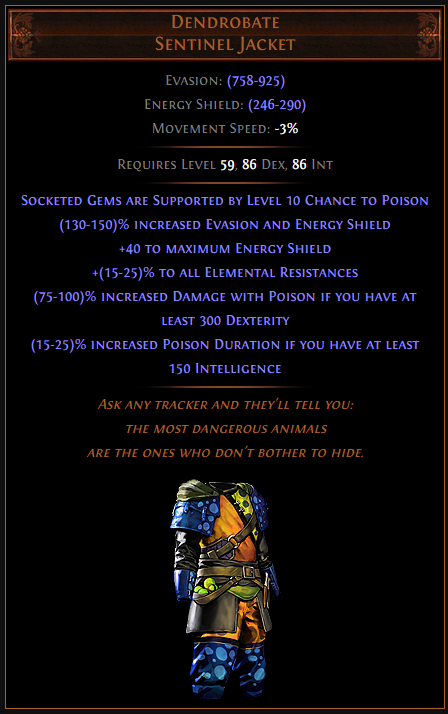 Dendrobate
Sentinel Jacket
Evasion: (758-925)
Energy Shield: (246-290)
Movement Speed: -3%
Requires Level 59, 86 Dex, 86 Int
Socketed Gems are Supported by Level 10 Chance to Poison
(130-150)% increased Evasion and Energy Shield
+40 to maximum Energy Shield
+(15-25)% to all Elemental Resistances
(75-100)% increased Damage with Poison if you have at
least 300 Dexterity
(15-25)% increased Poison Duration if you have at least
150 Intelligence
Ask any tracker and they'll tell you:
the most dangerous animals
are the ones who don't bother to hide.